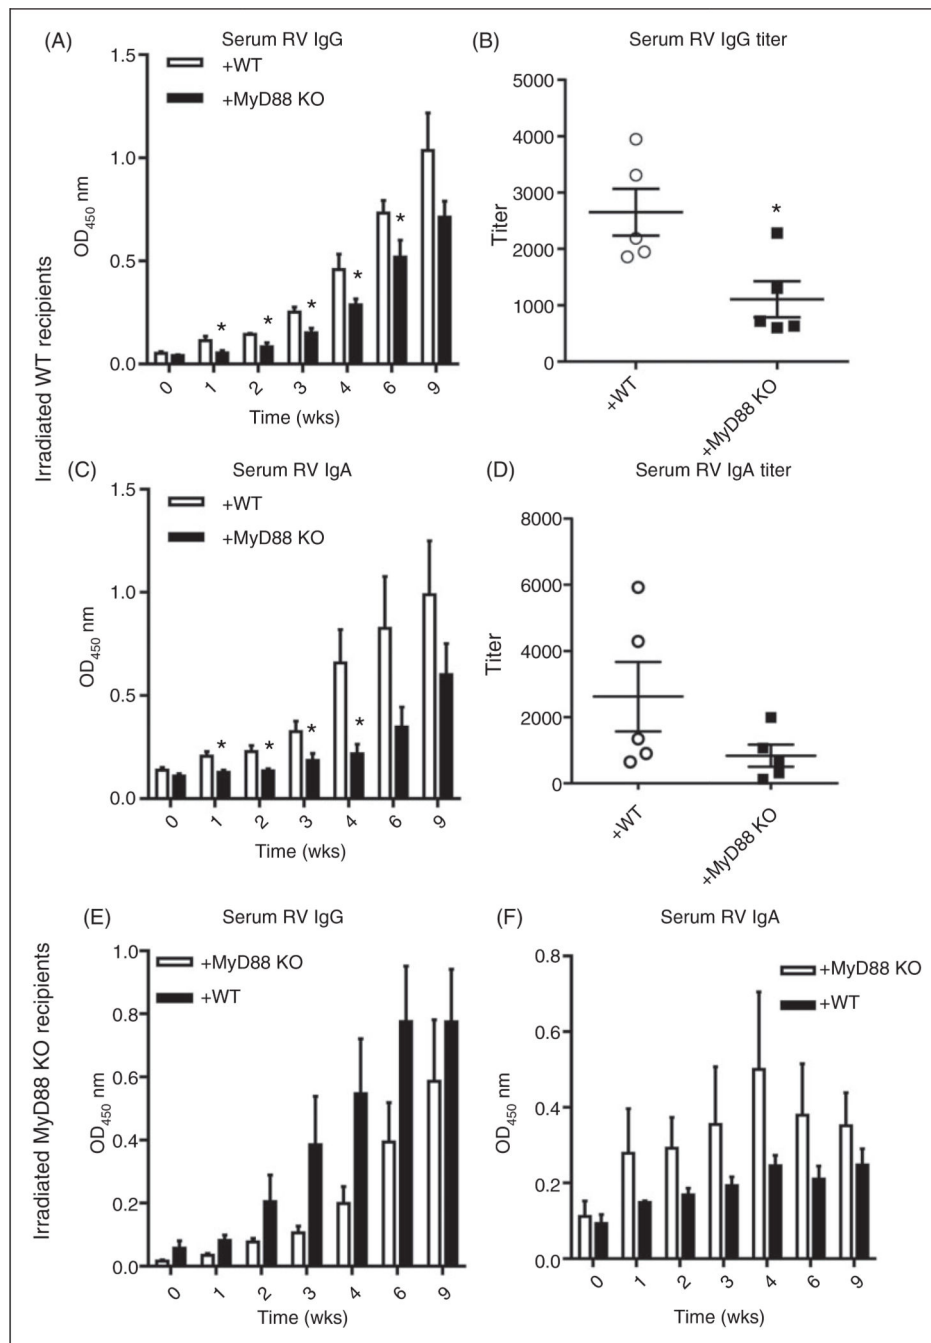 Irradiated WT recipients
(A)
Serum RV IgG
+WT
+MyD88 KO
OD450 nm
1.5
1.0
0.5
0.0
0 1 2 3 4 6 9
* * * * *
Time (wks)
(B)
Serum RV IgG titer
Titer
5000
4000
3000
2000
1000
0
*
+WT
+MyD88 KO
(C)
Serum RV IgA
+WT
+MyD88 KO
OD450 nm
1.5
1.0
0.5
0.0
* * * *
0 1 2 3 4 6 9
Time (wks)
(D)
Serum RV IgA titer
Titer
8000
6000
4000
2000
0
+WT
+MyD88 KO
Irradiated MyD88 KO recipients
(E)
Serum RV IgG
+MyD88 KO
+WT
OD450 nm
1.0
0.8
0.6
0.4
0.2
0.0
0 1 2 3 4 6 9
Time (wks)
(F)
Serum RV IgA
+MyD88 KO
+WT
OD450 nm
0.8
0.6
0.4
0.2
0.0
0 1 2 3 4 6 9
Time (wks)